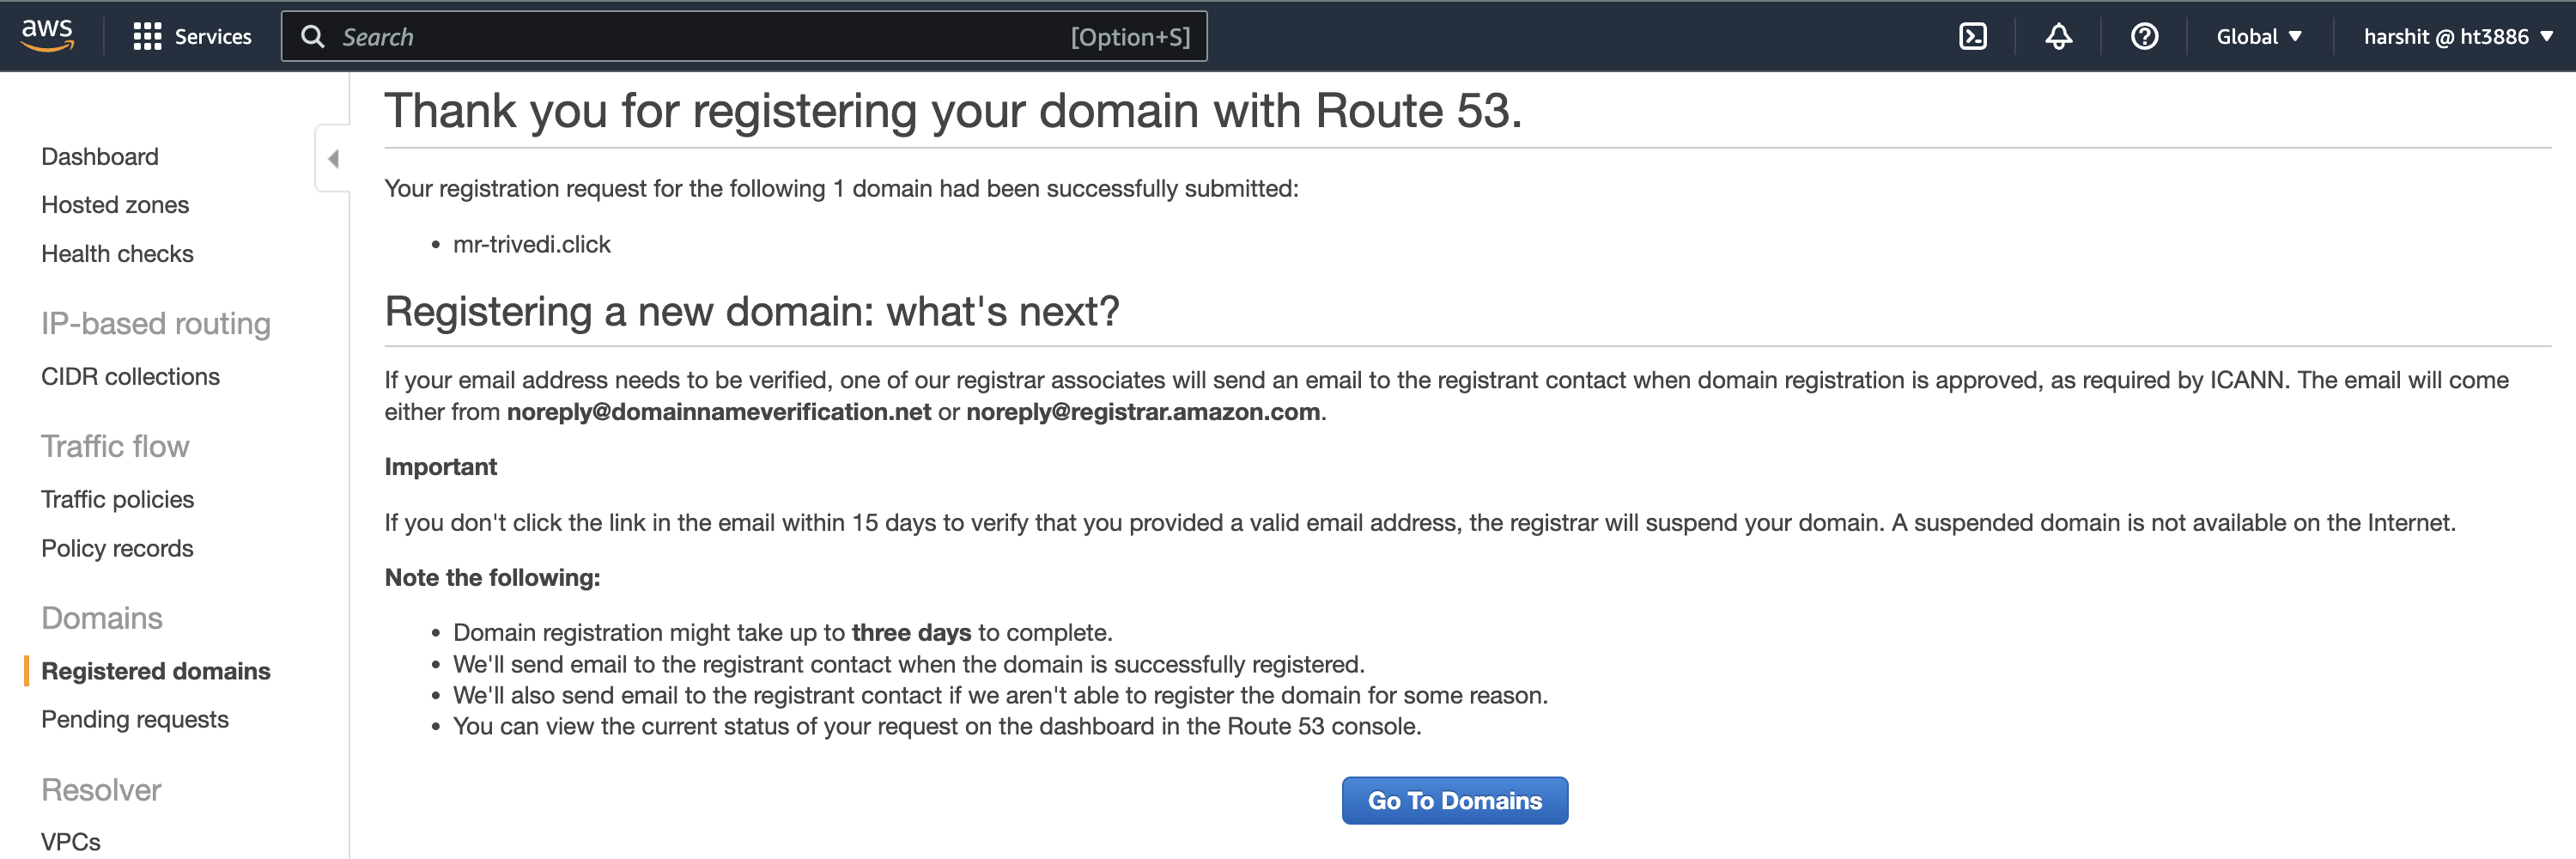 aws
Services
Search
[Option+S]
Global
harshit @ ht3886
Dashboard
Hosted zones
Health checks
IP-based routing
CIDR collections
Traffic flow
Traffic policies
Policy records
Domains
Registered domains
Pending requests
Resolver
VPCs
Thank you for registering your domain with Route 53.
Your registration request for the following 1 domain had been successfully submitted:
• mr-trivedi.click
Registering a new domain: what's next?
If your email address needs to be verified, one of our registrar associates will send an email to the registrant contact when domain registration is approved, as required by ICANN. The email will come
either from noreply@domainnameverification.net or noreply@registrar.amazon.com.
Important
If you don't click the link in the email within 15 days to verify that you provided a valid email address, the registrar will suspend your domain. A suspended domain is not available on the Internet.
Note the following:
• Domain registration might take up to three days to complete.
• We'll send email to the registrant contact when the domain is successfully registered.
• We'll also send email to the registrant contact if we aren't able to register the domain for some reason.
• You can view the current status of your request on the dashboard in the Route 53 console.
Go To Domains